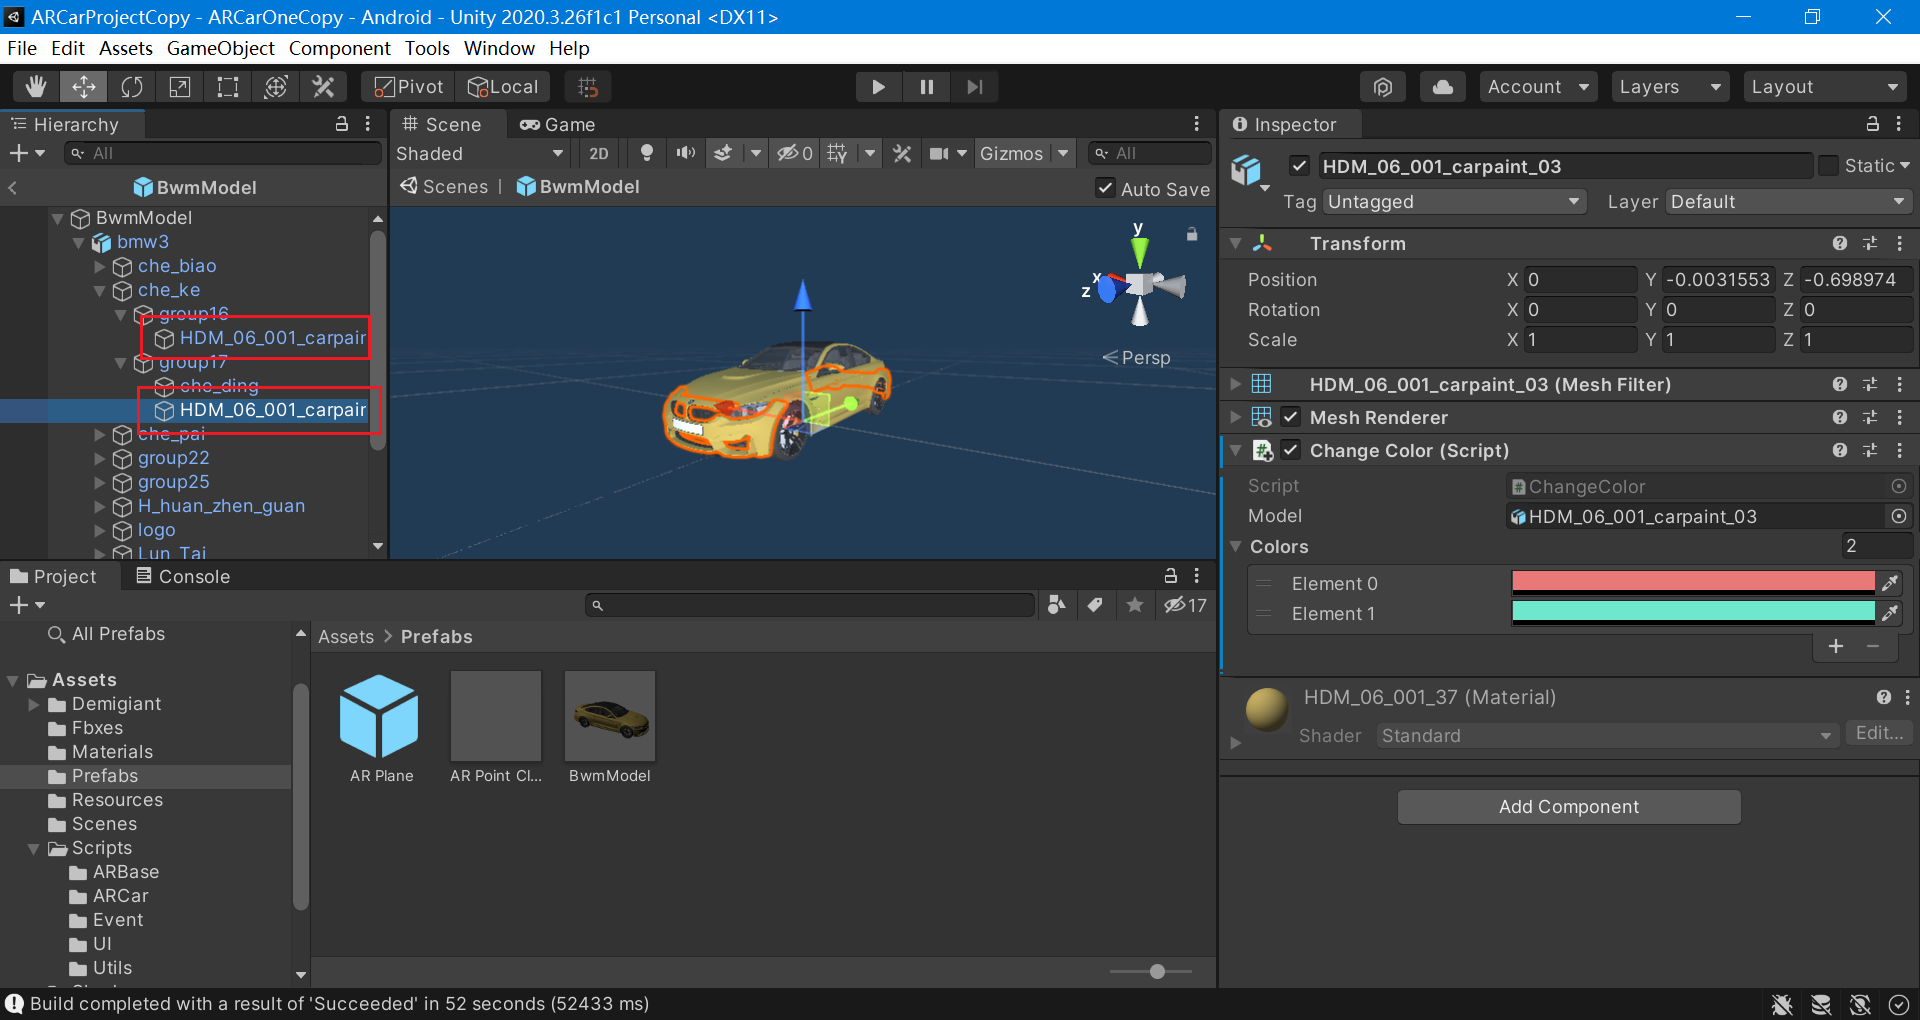 ARCarProjectCopy - ARCarOneCopy - Android - Unity 2020.3.26f1c1 Personal <DX11>
File Edit Assets GameObject Component Tools Window Help
Pivot Local Account Layers Layout
Hierarchy
All
BwmModel
BwmModel
bmw3
che_biao
che_ke
group16
HDM_06_001_carpair
group17
che_ding
HDM_06_001_carpair
che_pai
group22
group25
H_huan_zhen_guan
logo
Lun_Tai
Scene Game
Shaded 2D 0 Gizmos All
Scenes | BwmModel Auto Save
y
x
z
Persp
Inspector
HDM_06_001_carpaint_03 Static
Tag Untagged Layer Default
Transform
Position X 0 Y -0.0031553 Z -0.698974
Rotation X 0 Y 0 Z 0
Scale X 1 Y 1 Z 1
HDM_06_001_carpaint_03 (Mesh Filter)
Mesh Renderer
Change Color (Script)
Script ChangeColor
Model HDM_06_001_carpaint_03
Colors 2
Element 0
Element 1
HDM_06_001_37 (Material)
Shader Standard Edit...
Add Component
Project Console
17
All Prefabs
Assets
Demigiant
Fbxes
Materials
Prefabs
Resources
Scenes
Scripts
ARBase
ARCar
Event
UI
Utils
Assets > Prefabs
AR Plane AR Point Cl... BwmModel
Build completed with a result of 'Succeeded' in 52 seconds (52433 ms)